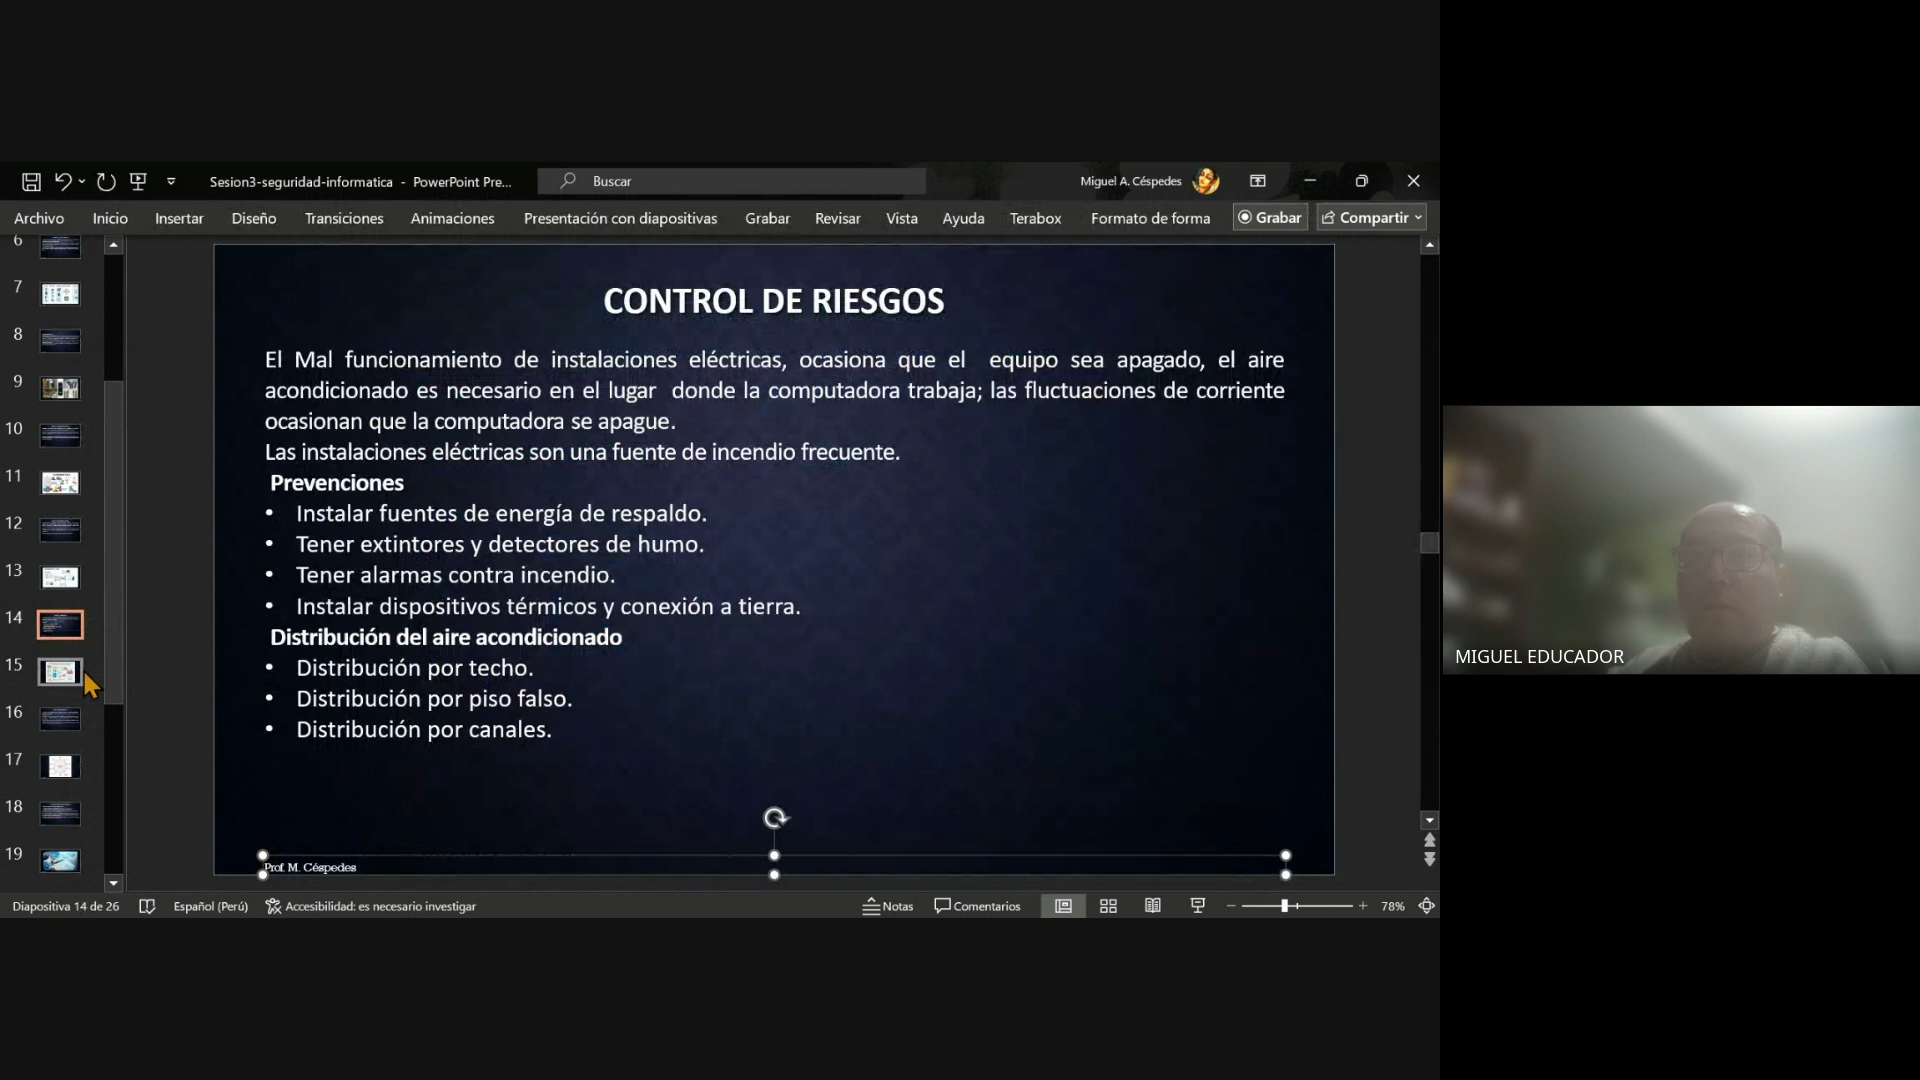 Sesion3-seguridad-informatica - PowerPoint Pre...
Buscar
Miguel A. Céspedes
Archivo Inicio Insertar Diseño Transiciones Animaciones Presentación con diapositivas Grabar Revisar Vista Ayuda Terabox Formato de forma Grabar Compartir
6
7
8
9
10
11
12
13
14
15
16
17
18
19
CONTROL DE RIESGOS
El Mal funcionamiento de instalaciones eléctricas, ocasiona que el equipo sea apagado, el aire
acondicionado es necesario en el lugar donde la computadora trabaja; las fluctuaciones de corriente
ocasionan que la computadora se apague.
Las instalaciones eléctricas son una fuente de incendio frecuente.
Prevenciones
• Instalar fuentes de energía de respaldo.
• Tener extintores y detectores de humo.
• Tener alarmas contra incendio.
• Instalar dispositivos térmicos y conexión a tierra.
Distribución del aire acondicionado
• Distribución por techo.
• Distribución por piso falso.
• Distribución por canales.
Prof. M. Céspedes
Diapositiva 14 de 26 Español (Perú) Accesibilidad: es necesario investigar Notas Comentarios 78%
MIGUEL EDUCADOR